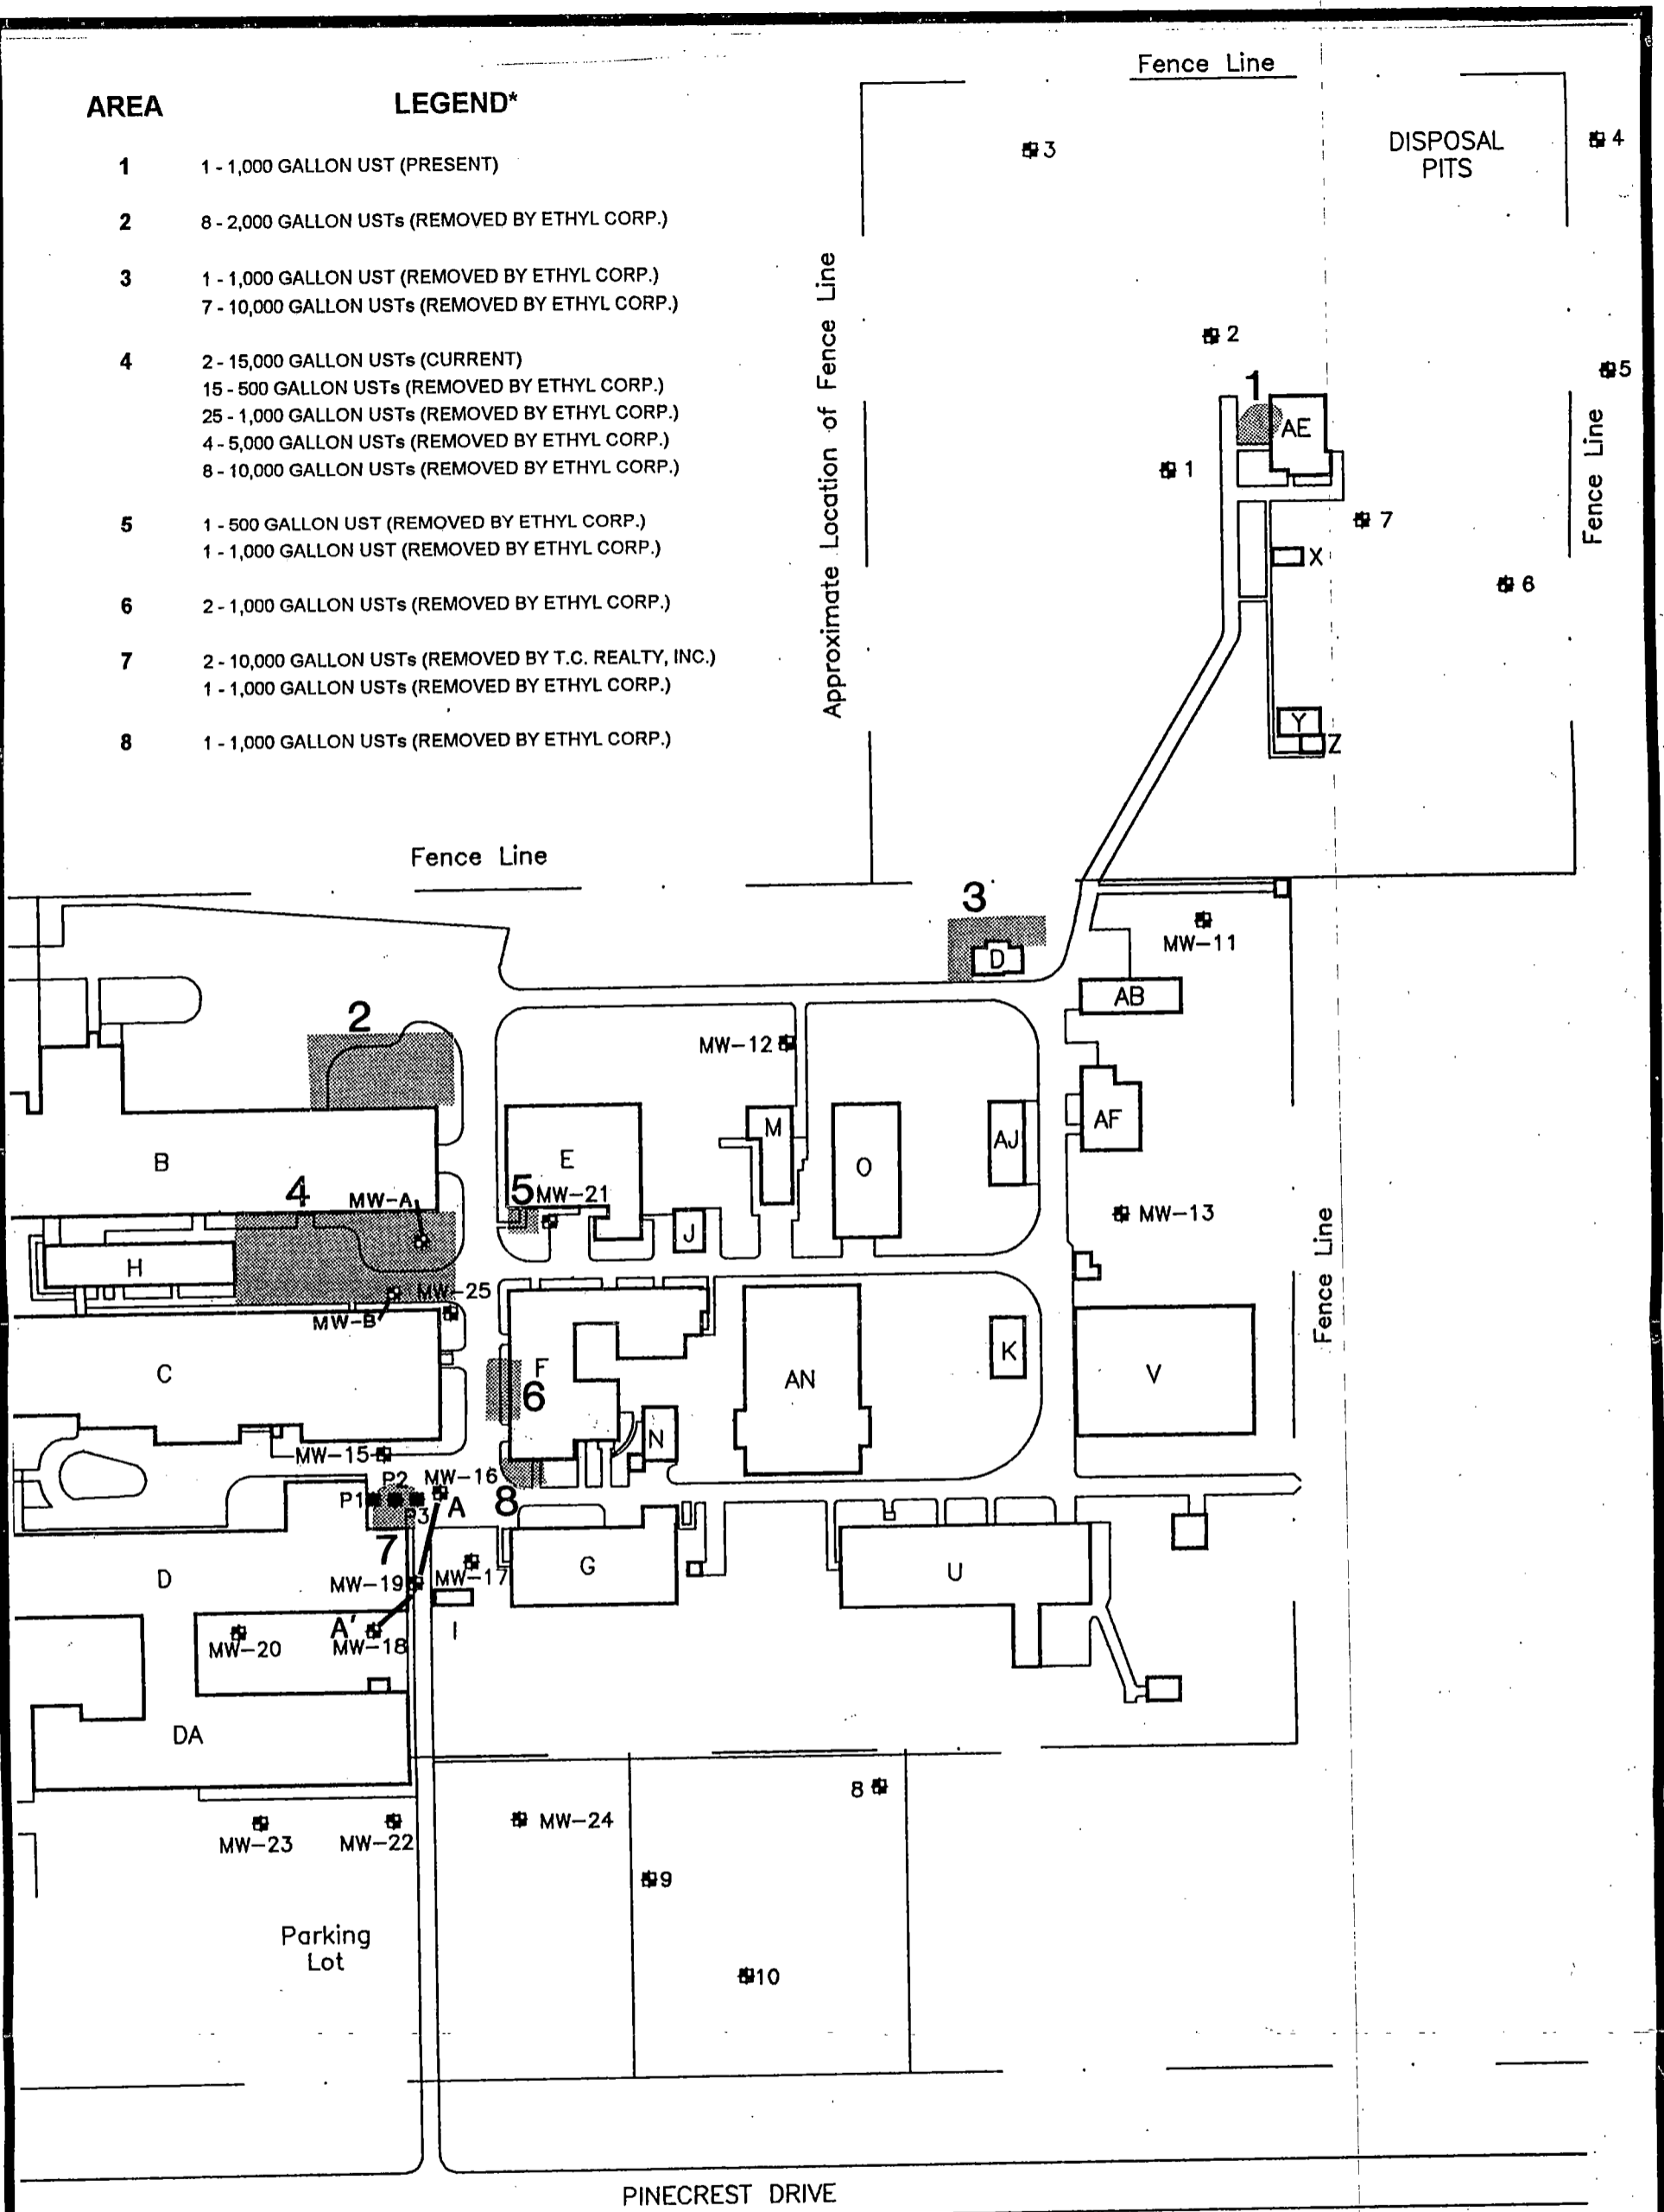 Fence Line
AREA LEGEND*
1 1 - 1,000 GALLON UST (PRESENT)
2 8 - 2,000 GALLON USTs (REMOVED BY ETHYL CORP.)
3 1 - 1,000 GALLON UST (REMOVED BY ETHYL CORP.)
7 - 10,000 GALLON USTs (REMOVED BY ETHYL CORP.)
4 2 - 15,000 GALLON USTs (CURRENT)
15 - 500 GALLON USTs (REMOVED BY ETHYL CORP.)
25 - 1,000 GALLON USTs (REMOVED BY ETHYL CORP.)
4 - 5,000 GALLON USTs (REMOVED BY ETHYL CORP.)
8 - 10,000 GALLON USTs (REMOVED BY ETHYL CORP.)
5 1 - 500 GALLON UST (REMOVED BY ETHYL CORP.)
1 - 1,000 GALLON UST (REMOVED BY ETHYL CORP.)
6 2 - 1,000 GALLON USTs (REMOVED BY ETHYL CORP.)
7 2 - 10,000 GALLON USTs (REMOVED BY T.C. REALTY, INC.)
1 - 1,000 GALLON USTs (REMOVED BY ETHYL CORP.)
8 1 - 1,000 GALLON USTs (REMOVED BY ETHYL CORP.)
Approximate Location of Fence Line
DISPOSAL
PITS
3
4
2
5
1
AE
1
Fence Line
7
X
6
Y
Z
Fence Line
3
D
MW-11
AB
2
MW-12
M
AF
E
AJ
B
O
4
MW-A
5
MW-21
MW-13
J
H
Fence Line
MW-25
MW-B
K
F
C
AN
V
6
N
MW-15
P2
MW-16
P1
A
8
P3
7
G
U
D
MW-19
MW-17
A'
I
MW-20
MW-18
DA
8
MW-24
MW-23
MW-22
9
Parking
Lot
10
PINECREST DRIVE